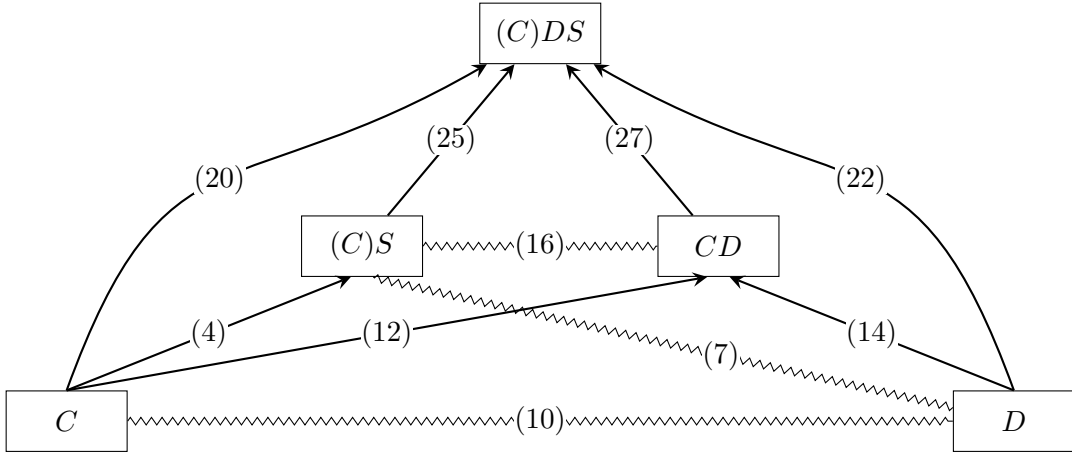 (C)DS
(25)
(27)
(20)
(22)
(C)S
(16)
CD
(4)
(12)
(7)
(14)
C
(10)
D